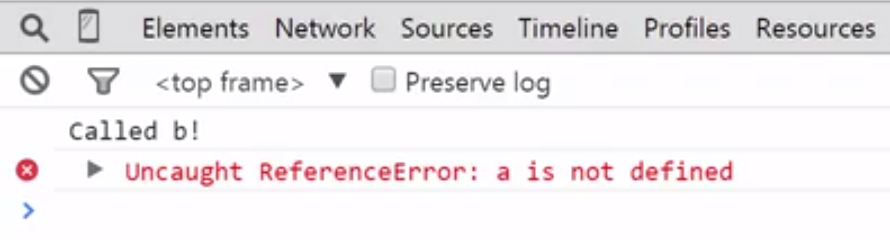 Elements Network Sources Timeline Profiles Resources
<top frame> ▼ Preserve log
Called b!
Uncaught ReferenceError: a is not defined